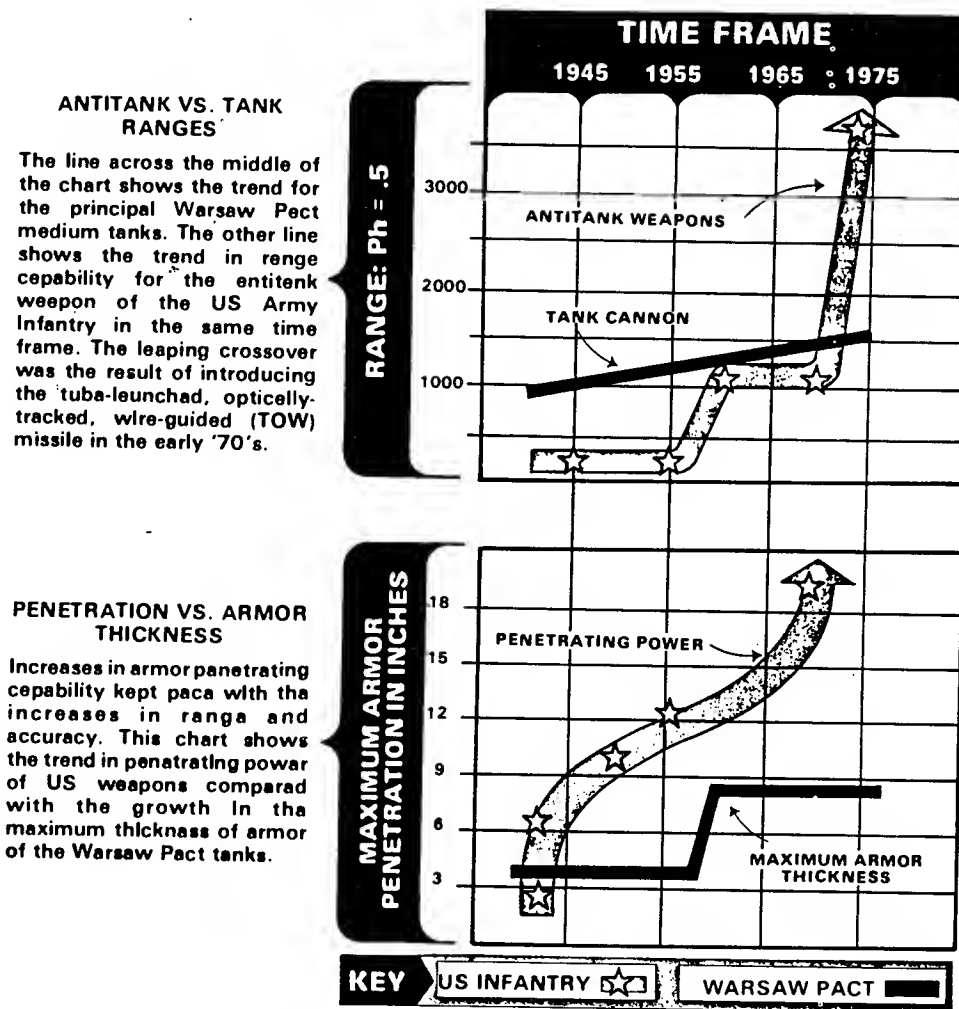 TIME FRAME
1945 1955 1965 1975
ANTITANK VS. TANK
RANGES
The line across the middle of
the chart shows the trend for
the principal Warsaw Pect
medium tanks. The other line
shows the trend in renge
cepability for the entitenk
weepon of the US Army
Infantry in the same time
frame. The leaping crossover
was the result of introducing
the tuba-leunchad, opticelly-
tracked, wire-guided (TOW)
missile in the early '70's.
RANGE: Ph = .5
3000
2000
1000
ANTITANK WEAPONS
TANK CANNON
PENETRATION VS. ARMOR
THICKNESS
Increases in armor panetrating
cepability kept paca with tha
increases in ranga and
accuracy. This chart shows
the trend in penatrating powar
of US weapons comparad
with the growth in tha
maximum thicknass of armor
of the Warsaw Pact tanks.
MAXIMUM ARMOR
PENETRATION IN INCHES
18
15
12
9
6
3
PENETRATING POWER
MAXIMUM ARMOR
THICKNESS
KEY US INFANTRY WARSAW PACT